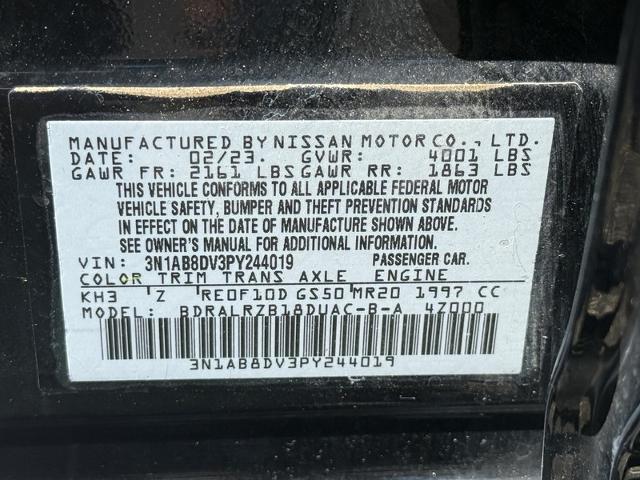 MANUFACTURED BY NISSAN MOTOR CO., LTD.
DATE: 02/23. GVWR: 4001 LBS
GAWR FR: 2161 LBS GAWR RR: 1863 LBS
THIS VEHICLE CONFORMS TO ALL APPLICABLE FEDERAL MOTOR
VEHICLE SAFETY, BUMPER AND THEFT PREVENTION STANDARDS
IN EFFECT ON THE DATE OF MANUFACTURE SHOWN ABOVE.
SEE OWNER'S MANUAL FOR ADDITIONAL INFORMATION.
VIN: 3N1AB8DV3PY244019 PASSENGER CAR.
COLOR TRIM TRANS AXLE ENGINE
KH3 Z RE0F10D GS50 MR20 1997 CC
MODEL: BDRALRZB18DUAC-B-A 4Z000
3N1AB8DV3PY244019